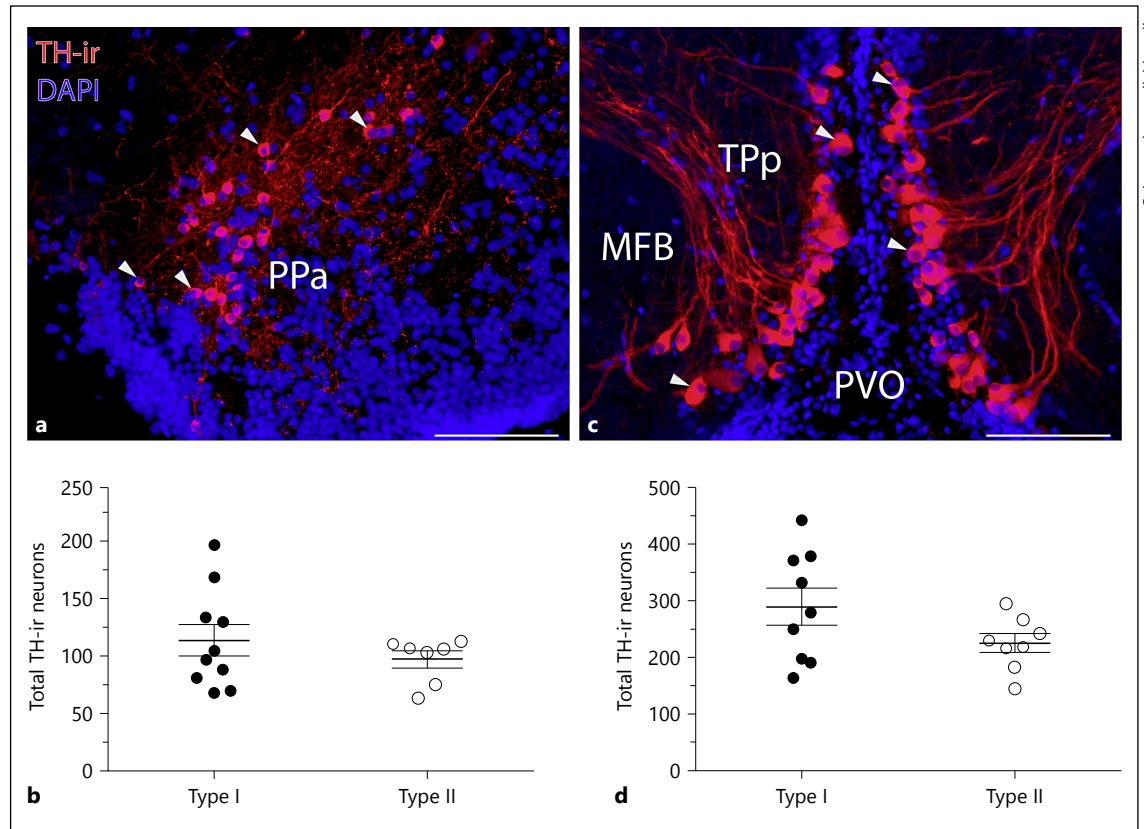 TH-ir
DAPI
PPa
a
TPp
MFB
PVO
c
Total TH-ir neurons
250
200
150
100
50
0
Type I
Type II
b
Total TH-ir neurons
500
400
300
200
100
0
Type I
Type II
d